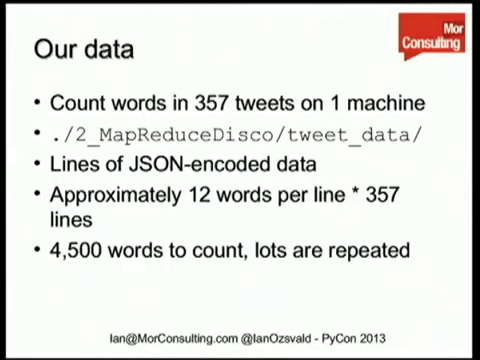 Mor
Consulting
Our data
• Count words in 357 tweets on 1 machine
• ./2_MapReduceDisco/tweet_data/
• Lines of JSON-encoded data
• Approximately 12 words per line * 357
lines
• 4,500 words to count, lots are repeated
Ian@MorConsulting.com @IanOzsvald - PyCon 2013